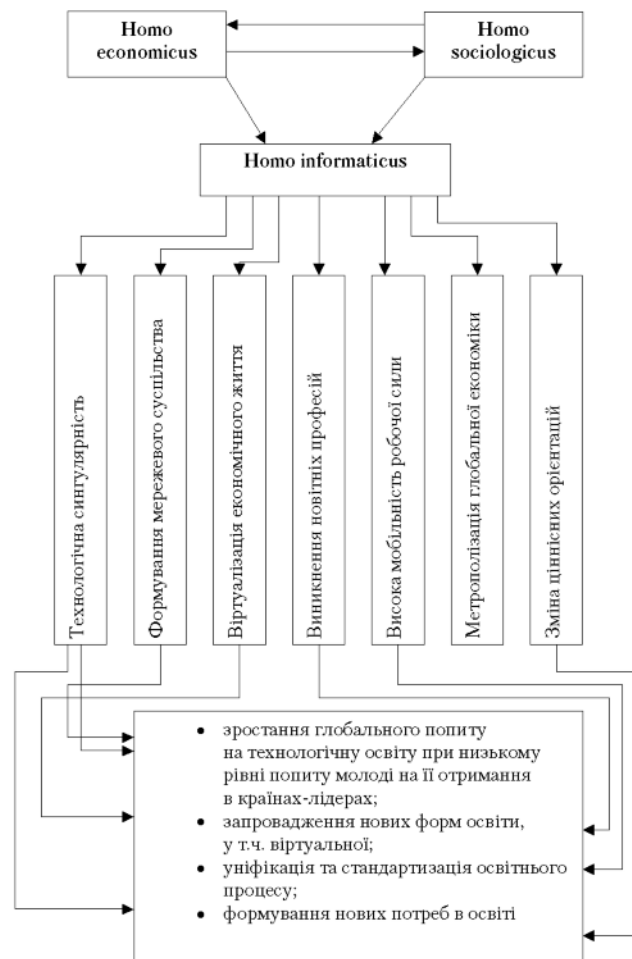 Homo
economicus
Homo
sociologicus
Homo informaticus
Технологічна сингулярність
Формування мережевого суспільства
Віртуалізація економічного життя
Виникнення новітніх професій
Висока мобільність робочої сили
Метрополізація глобальної економіки
Зміна ціннісних орієнтацій
• зростання глобального попиту
на технологічну освіту при низькому
рівні попиту молоді на її отримання
в країнах-лідерах;
• запровадження нових форм освіти,
у т.ч. віртуальної;
• уніфікація та стандартизація освітнього
процесу;
• формування нових потреб в освіті